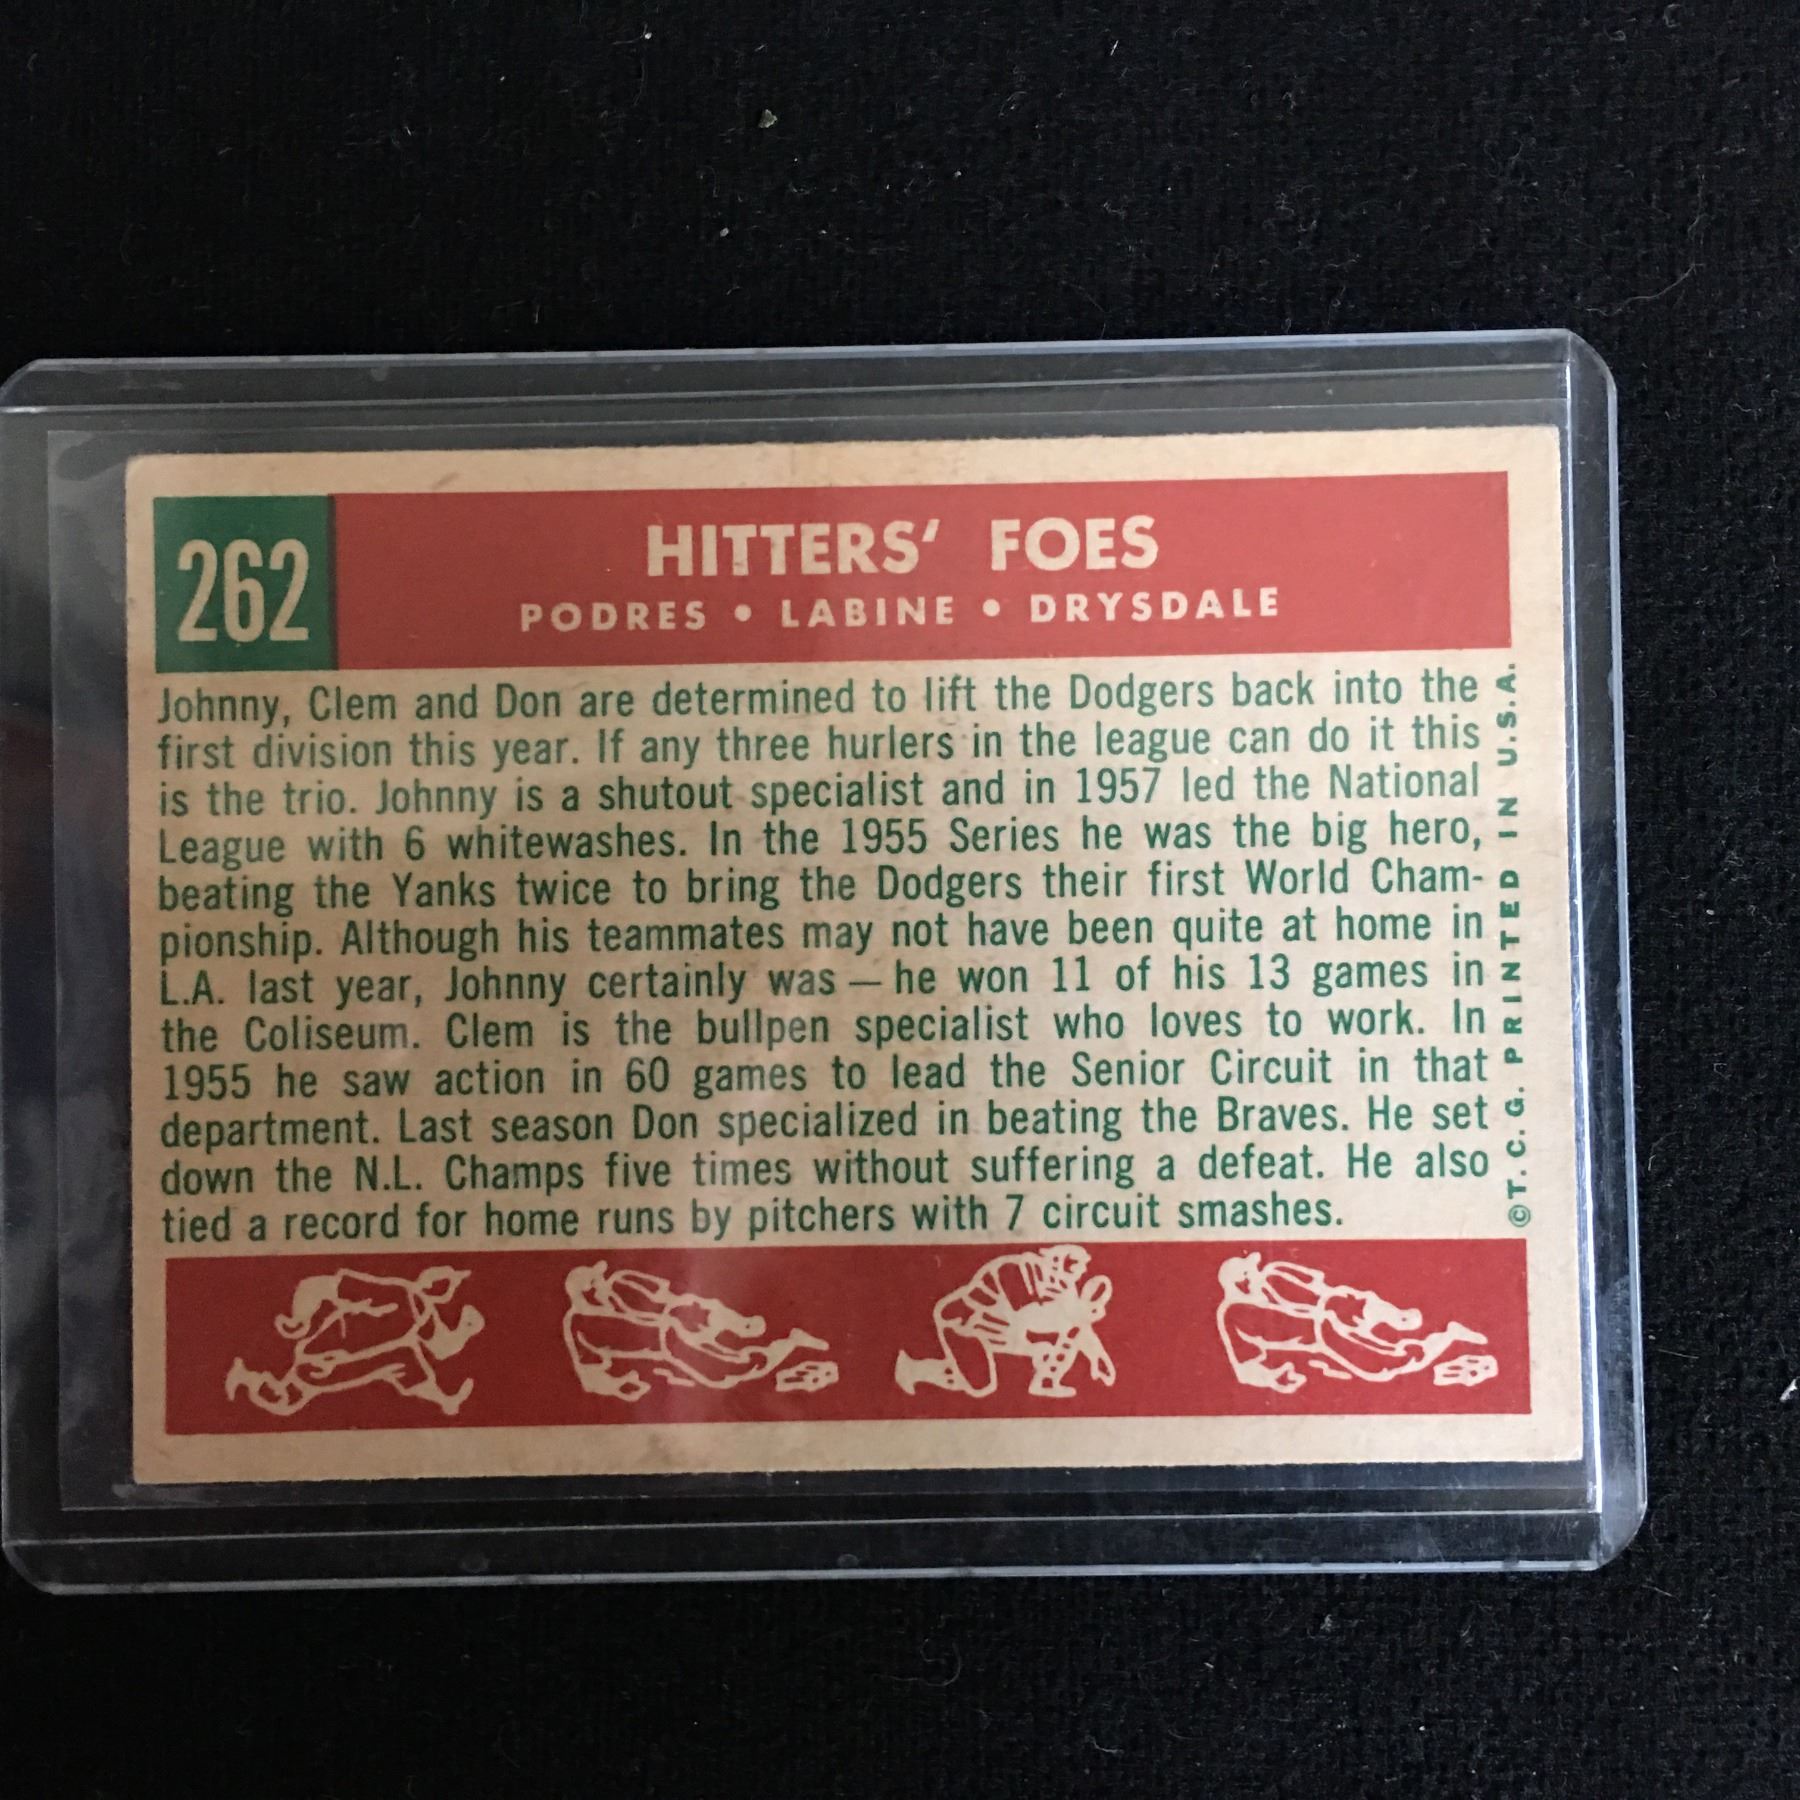 262
HITTERS' FOES
PODRES • LABINE • DRYSDALE
Johnny, Clem and Don are determined to lift the Dodgers back into the
first division this year. If any three hurlers in the league can do it this
is the trio. Johnny is a shutout specialist and in 1957 led the National
League with 6 whitewashes. In the 1955 Series he was the big hero,
beating the Yanks twice to bring the Dodgers their first World Cham-
pionship. Although his teammates may not have been quite at home in
L.A. last year, Johnny certainly was — he won 11 of his 13 games in
the Coliseum. Clem is the bullpen specialist who loves to work. In
1955 he saw action in 60 games to lead the Senior Circuit in that
department. Last season Don specialized in beating the Braves. He set
down the N.L. Champs five times without suffering a defeat. He also
tied a record for home runs by pitchers with 7 circuit smashes.
©T.C.G. PRINTED IN U.S.A.